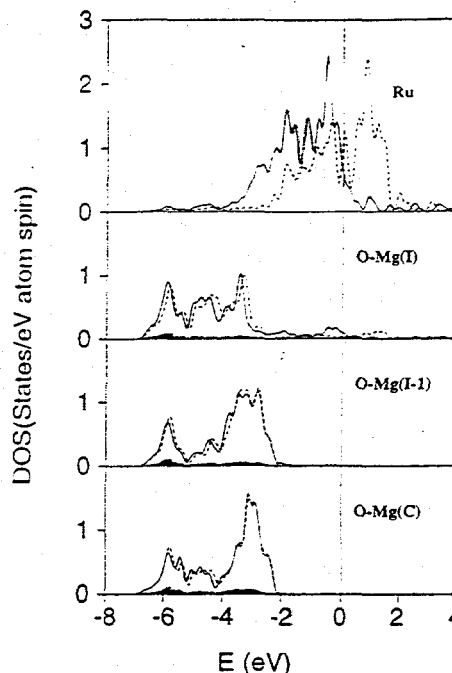 3
Ru
2
1
0
O-Mg(I)
1
0
O-Mg(I-1)
1
0
O-Mg(C)
1
0
-8 -6 -4 -2 0 2 4
E (eV)
DOS(States/eV atom spin)